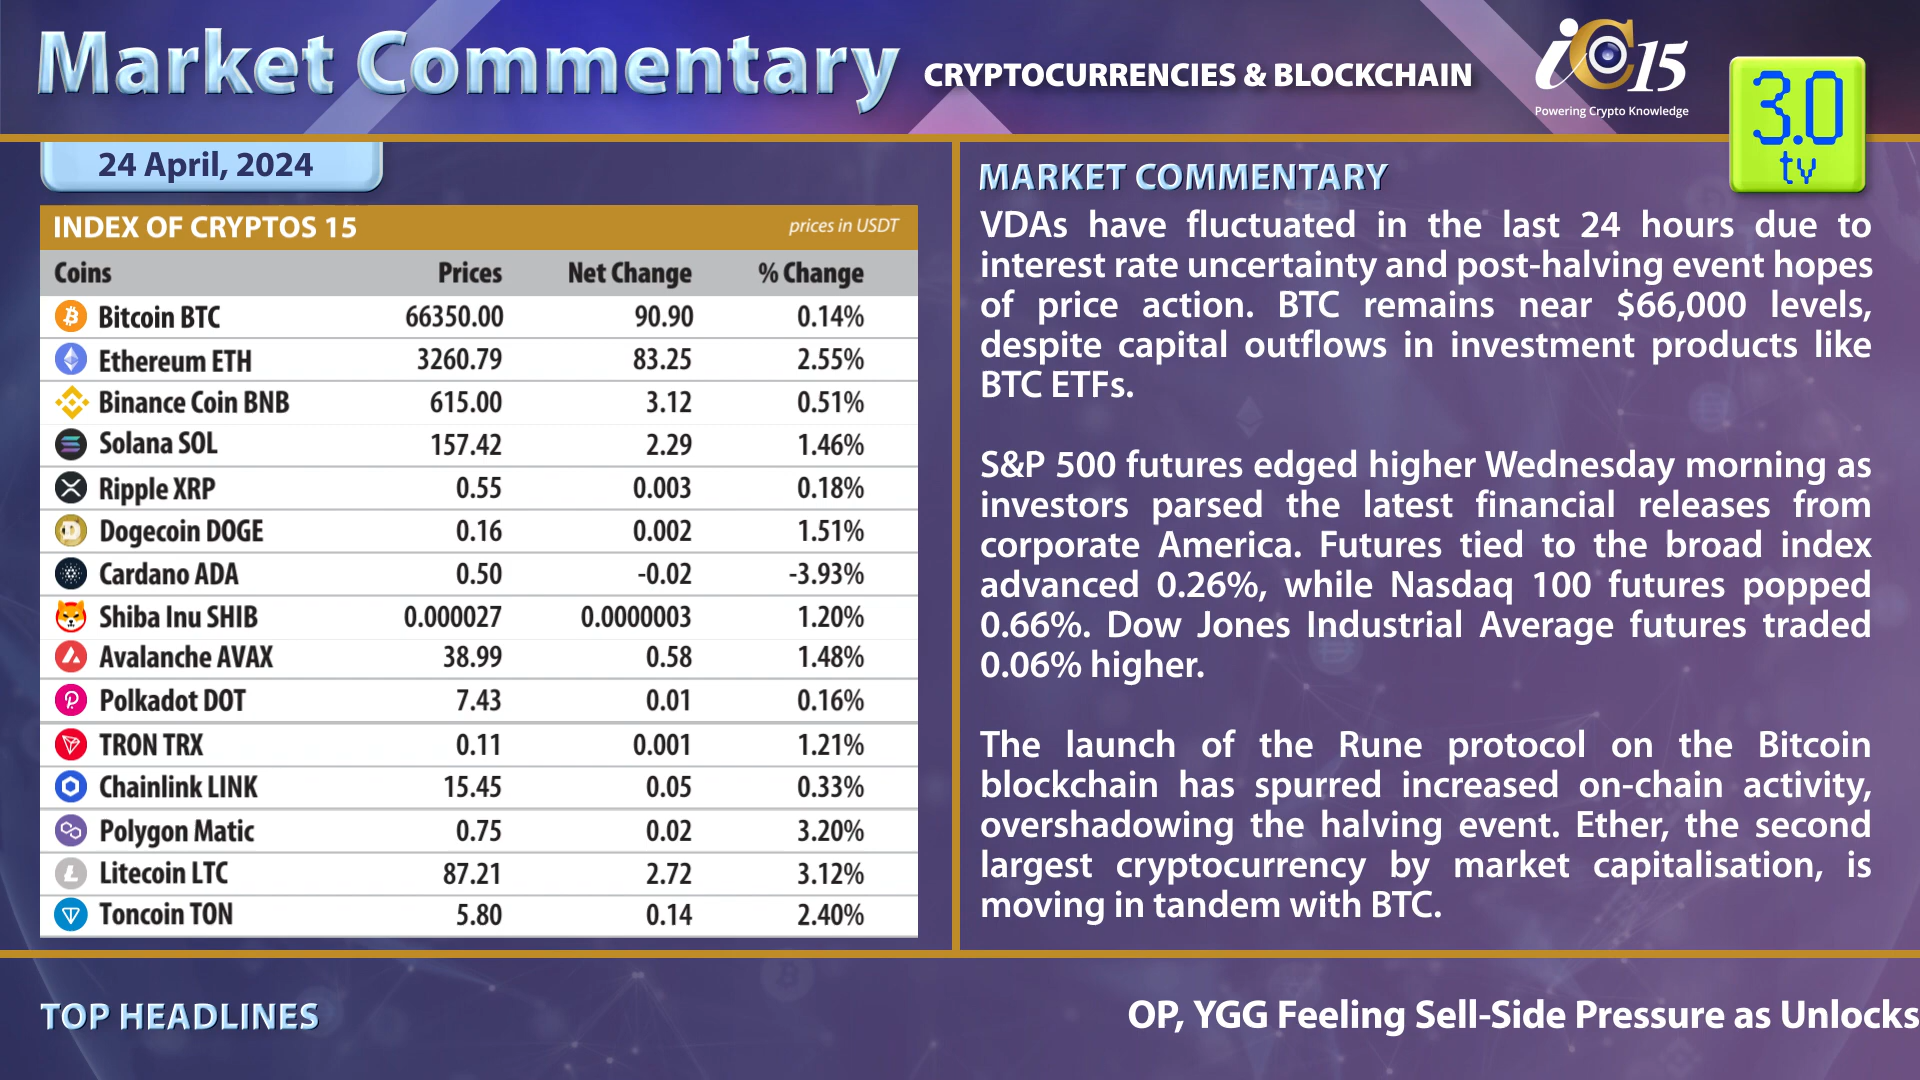 Market Commentary CRYPTOCURRENCIES & BLOCKCHAIN
iC15
Powering Crypto Knowledge
3.0
tv
24 April, 2024
INDEX OF CRYPTOS 15 prices in USDT
Coins Prices Net Change % Change
Bitcoin BTC 66350.00 90.90 0.14%
Ethereum ETH 3260.79 83.25 2.55%
Binance Coin BNB 615.00 3.12 0.51%
Solana SOL 157.42 2.29 1.46%
Ripple XRP 0.55 0.003 0.18%
Dogecoin DOGE 0.16 0.002 1.51%
Cardano ADA 0.50 -0.02 -3.93%
Shiba Inu SHIB 0.000027 0.0000003 1.20%
Avalanche AVAX 38.99 0.58 1.48%
Polkadot DOT 7.43 0.01 0.16%
TRON TRX 0.11 0.001 1.21%
Chainlink LINK 15.45 0.05 0.33%
Polygon Matic 0.75 0.02 3.20%
Litecoin LTC 87.21 2.72 3.12%
Toncoin TON 5.80 0.14 2.40%
MARKET COMMENTARY
VDAs have fluctuated in the last 24 hours due to
interest rate uncertainty and post-halving event hopes
of price action. BTC remains near $66,000 levels,
despite capital outflows in investment products like
BTC ETFs.
S&P 500 futures edged higher Wednesday morning as
investors parsed the latest financial releases from
corporate America. Futures tied to the broad index
advanced 0.26%, while Nasdaq 100 futures popped
0.66%. Dow Jones Industrial Average futures traded
0.06% higher.
The launch of the Rune protocol on the Bitcoin
blockchain has spurred increased on-chain activity,
overshadowing the halving event. Ether, the second
largest cryptocurrency by market capitalisation, is
moving in tandem with BTC.
TOP HEADLINES
OP, YGG Feeling Sell-Side Pressure as Unlocks